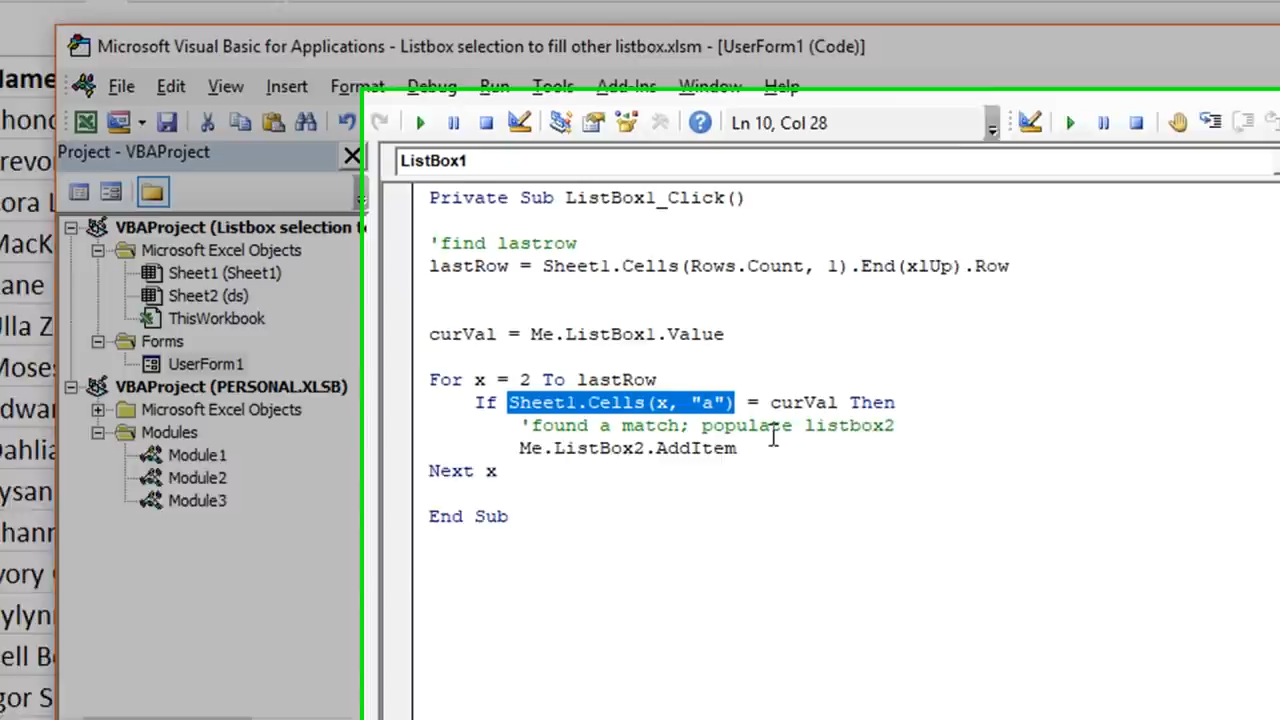 Microsoft Visual Basic for Applications - Listbox selection to fill other listbox.xlsm - [UserForm1 (Code)]
File Edit View Insert Format Debug Run Tools Add-Ins Window Help
Ln 10, Col 28
Project - VBAProject
ListBox1
VBAProject (Listbox selection t
Microsoft Excel Objects
Sheet1 (Sheet1)
Sheet2 (ds)
ThisWorkbook
Forms
UserForm1
VBAProject (PERSONAL.XLSB)
Microsoft Excel Objects
Modules
Module1
Module2
Module3
Private Sub ListBox1_Click()
'find lastrow
lastRow = Sheet1.Cells(Rows.Count, 1).End(xlUp).Row
curVal = Me.ListBox1.Value
For x = 2 To lastRow
If Sheet1.Cells(x, "a") = curVal Then
'found a match; populate listbox2
Me.ListBox2.AddItem
Next x
End Sub